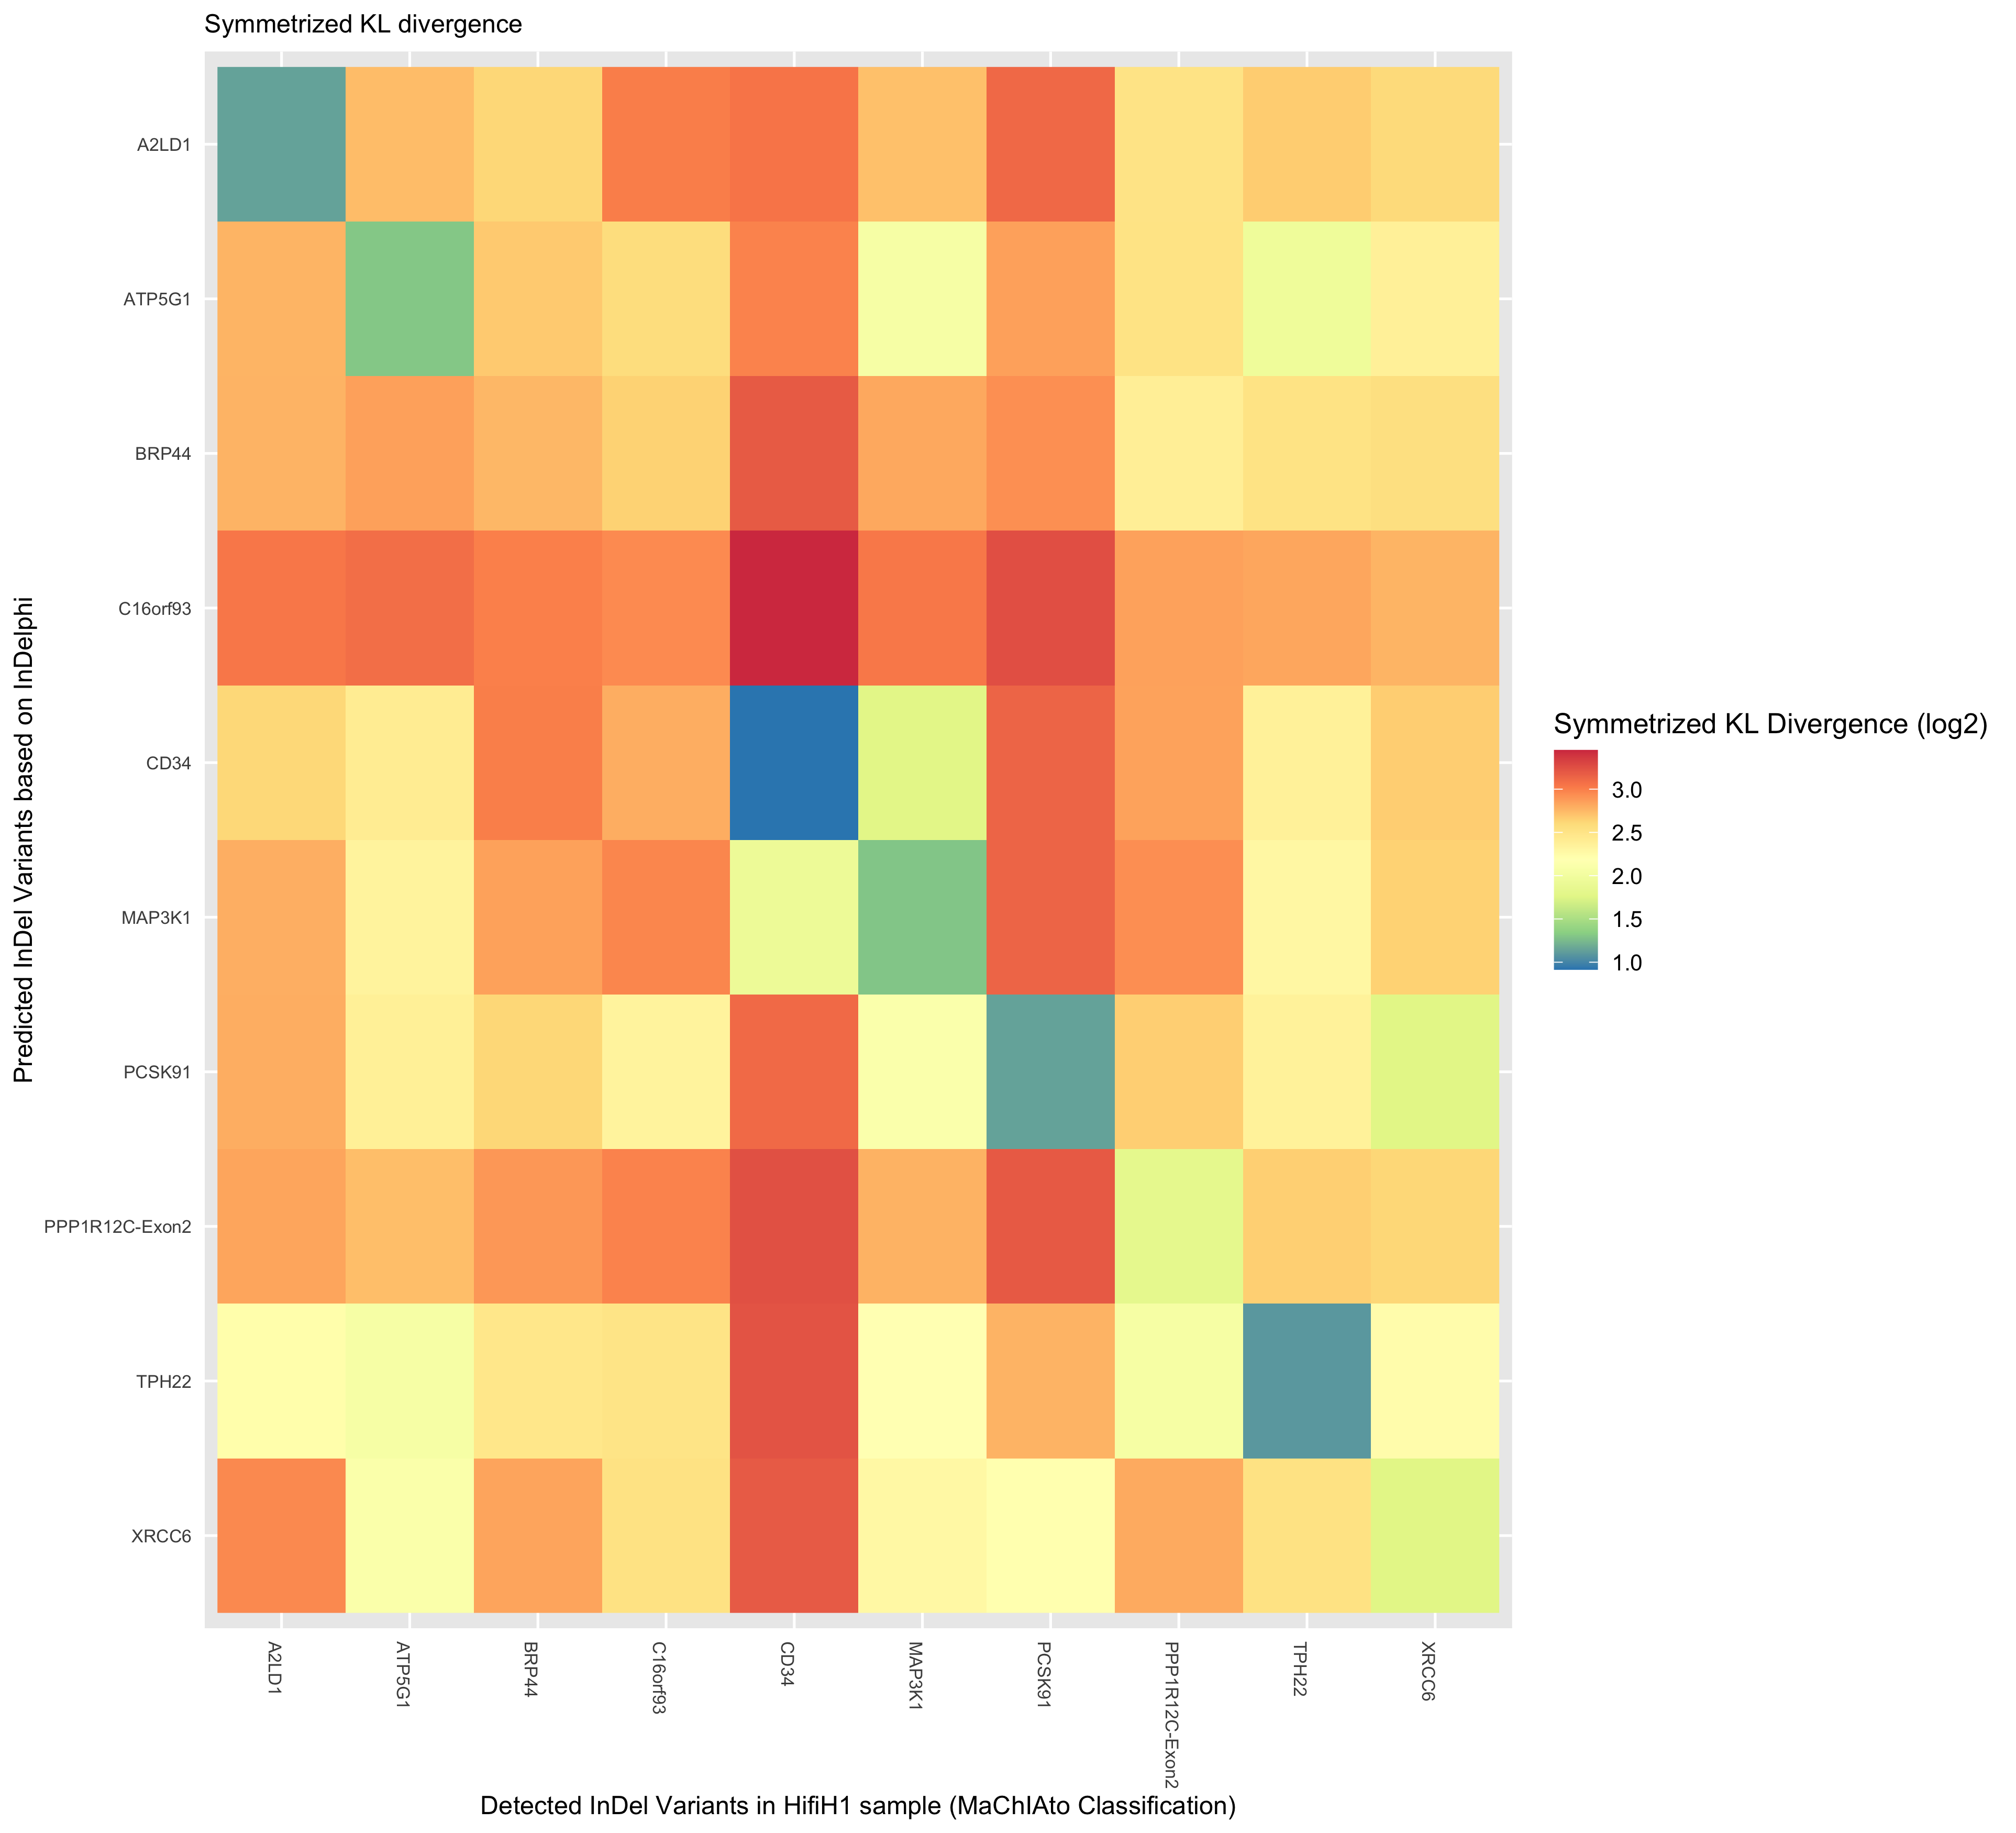 Symmetrized KL divergence
A2LD1
ATP5G1
BRP44
C16orf93
CD34
MAP3K1
PCSK91
PPP1R12C-Exon2
TPH22
XRCC6
Predicted InDel Variants based on InDelphi
A2LD1
ATP5G1
BRP44
C16orf93
CD34
MAP3K1
PCSK91
PPP1R12C-Exon2
TPH22
XRCC6
Detected InDel Variants in HifiH1 sample (MaChIAto Classification)
Symmetrized KL Divergence (log2)
3.0
2.5
2.0
1.5
1.0